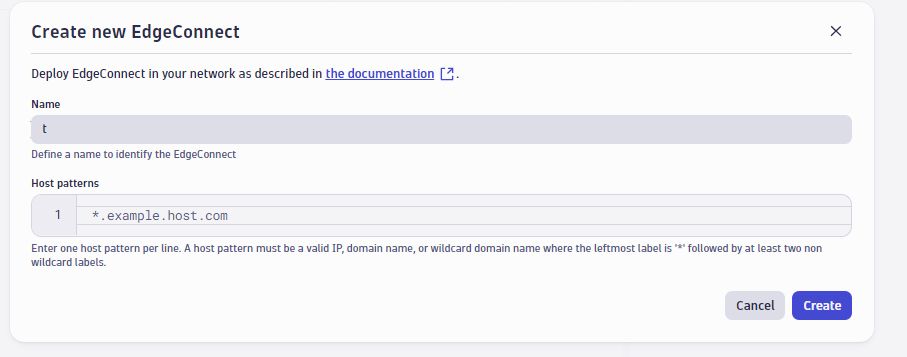 Create new EdgeConnect
Deploy EdgeConnect in your network as described in the documentation.
Name
t
Define a name to identify the EdgeConnect
Host patterns
1 *.example.host.com
Enter one host pattern per line. A host pattern must be a valid IP, domain name, or wildcard domain name where the leftmost label is '*' followed by at least two non
wildcard labels.
Cancel Create